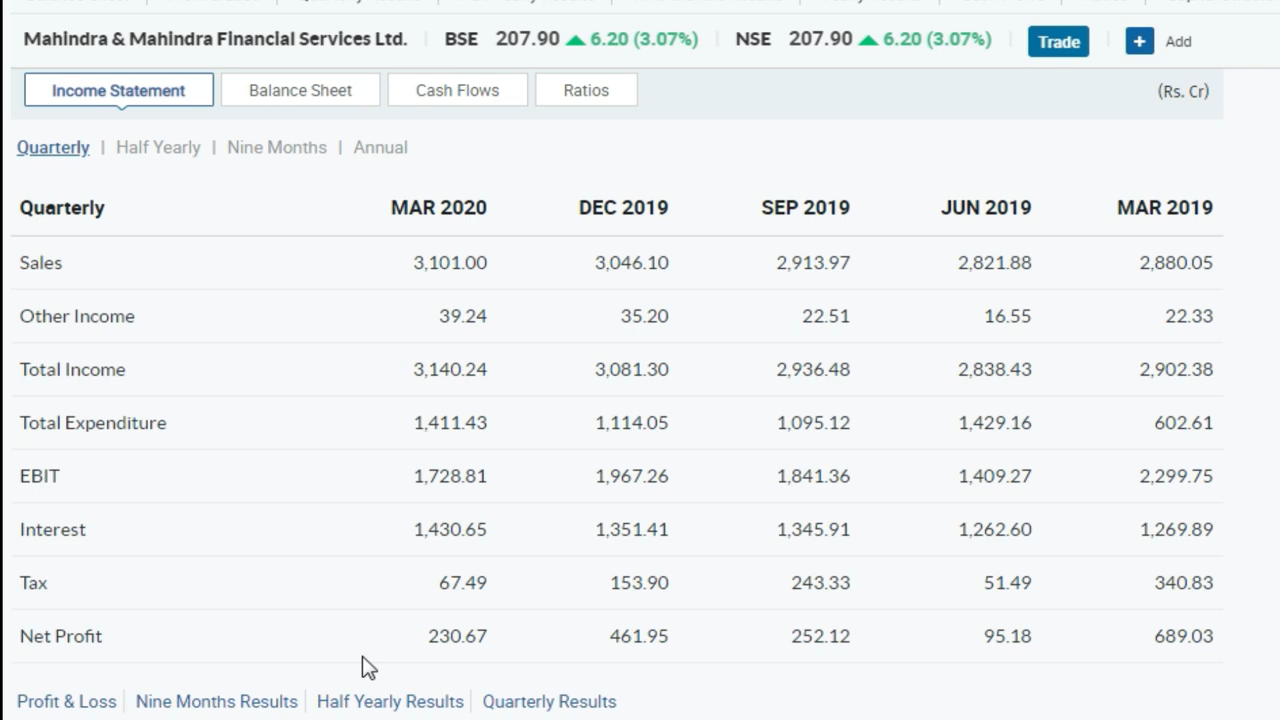 Mahindra & Mahindra Financial Services Ltd. | BSE 207.90 6.20 (3.07%) | NSE 207.90 6.20 (3.07%) | Trade | + Add
Income Statement Balance Sheet Cash Flows Ratios (Rs. Cr)
Quarterly | Half Yearly | Nine Months | Annual
Quarterly MAR 2020 DEC 2019 SEP 2019 JUN 2019 MAR 2019
Sales 3,101.00 3,046.10 2,913.97 2,821.88 2,880.05
Other Income 39.24 35.20 22.51 16.55 22.33
Total Income 3,140.24 3,081.30 2,936.48 2,838.43 2,902.38
Total Expenditure 1,411.43 1,114.05 1,095.12 1,429.16 602.61
EBIT 1,728.81 1,967.26 1,841.36 1,409.27 2,299.75
Interest 1,430.65 1,351.41 1,345.91 1,262.60 1,269.89
Tax 67.49 153.90 243.33 51.49 340.83
Net Profit 230.67 461.95 252.12 95.18 689.03
Profit & Loss | Nine Months Results | Half Yearly Results | Quarterly Results